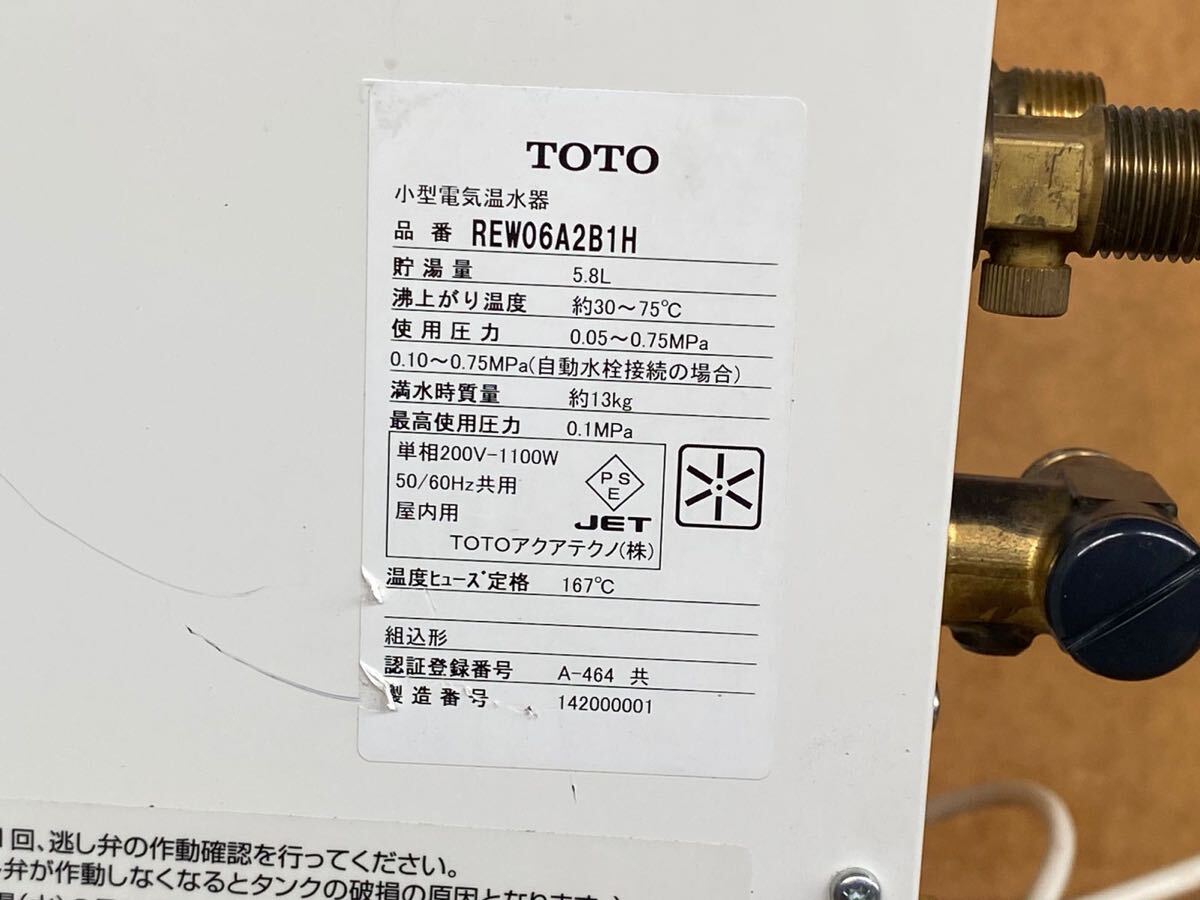 TOTO
小型電気温水器
品番 REW06A2B1H
貯湯量 5.8L
沸上がり温度 約30～75℃
使用圧力 0.05～0.75MPa
0.10～0.75MPa(自動水栓接続の場合)
満水時質量 約13kg
最高使用圧力 0.1MPa
単相200V-1100W
50/60Hz共用
屋内用
PSE
JET
TOTOアクアテクノ(株)
温度ヒューズ定格 167℃
組込形
認証登録番号 A-464 共
製造番号 142000001
1回、逃し弁の作動確認を行ってください。
弁が作動しなくなるとタンクの破損の原因となります。)